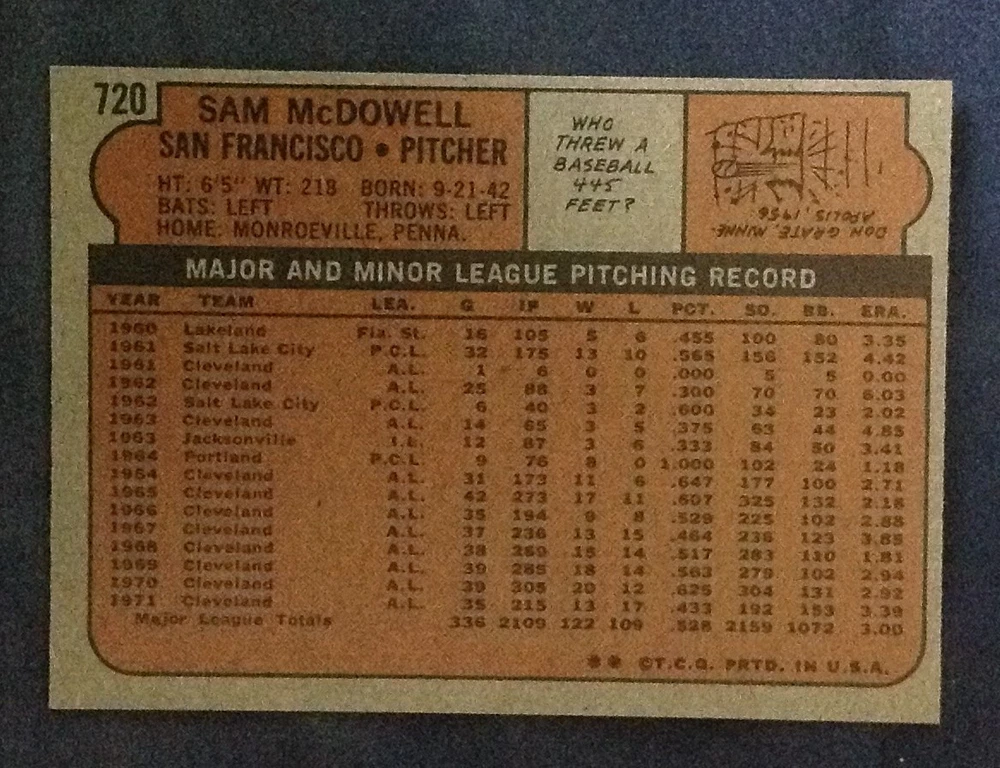 720
SAM McDOWELL
SAN FRANCISCO • PITCHER
HT: 6'5" WT: 218 BORN: 9-21-42
BATS: LEFT THROWS: LEFT
HOME: MONROEVILLE, PENNA.
WHO
THREW A
BASEBALL
445
FEET?
DON GRATE, MINNE-
APOLIS, 1956
MAJOR AND MINOR LEAGUE PITCHING RECORD
YEAR TEAM LEA. G IP W L PCT. SO. BB. ERA.
1960 Lakeland Fla. St. 16 105 5 6 .455 100 80 3.35
1961 Salt Lake City P.C.L. 32 175 13 10 .565 156 152 4.42
1961 Cleveland A.L. 1 6 0 0 .000 5 5 0.00
1962 Cleveland A.L. 25 88 3 7 .300 70 70 6.03
1962 Salt Lake City P.C.L. 6 40 3 2 .600 34 23 2.02
1963 Cleveland A.L. 14 65 3 5 .375 63 44 4.85
1963 Jacksonville I.L. 12 87 3 6 .333 84 50 3.41
1964 Portland P.C.L. 9 76 8 0 1.000 102 24 1.18
1964 Cleveland A.L. 31 173 11 6 .647 177 100 2.71
1965 Cleveland A.L. 42 273 17 11 .607 325 132 2.18
1966 Cleveland A.L. 35 194 9 8 .529 225 102 2.88
1967 Cleveland A.L. 37 236 13 15 .464 236 123 3.85
1968 Cleveland A.L. 38 269 15 14 .517 283 110 1.81
1969 Cleveland A.L. 39 285 18 14 .563 279 102 2.94
1970 Cleveland A.L. 39 305 20 12 .625 304 131 2.92
1971 Cleveland A.L. 35 215 13 17 .433 192 153 3.39
Major League Totals 336 2109 122 109 .528 2159 1072 3.00
** ©T.C.G. PRTD. IN U.S.A.